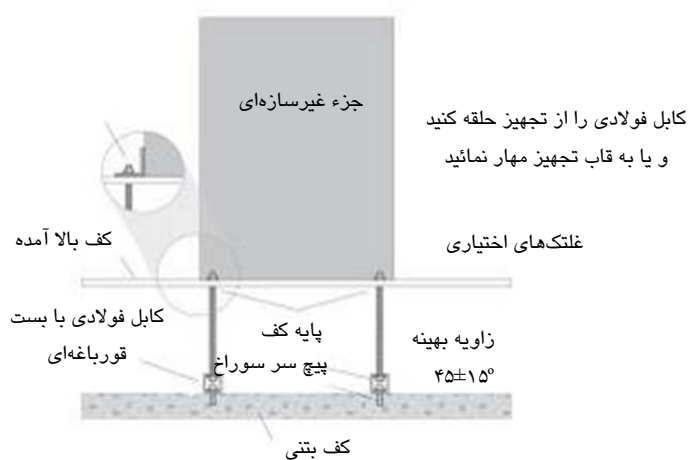 جزء غیرسازه‌ای
کابل فولادی را از تجهیز حلقه کنید
و یا به قاب تجهیز مهار نمائید
کف بالا آمده
غلتک‌های اختیاری
کابل فولادی با بست
قورباغه‌ای
پایه کف
پیچ سر سوراخ
زاویه بهینه
۴۵±۱۵°
کف بتنی